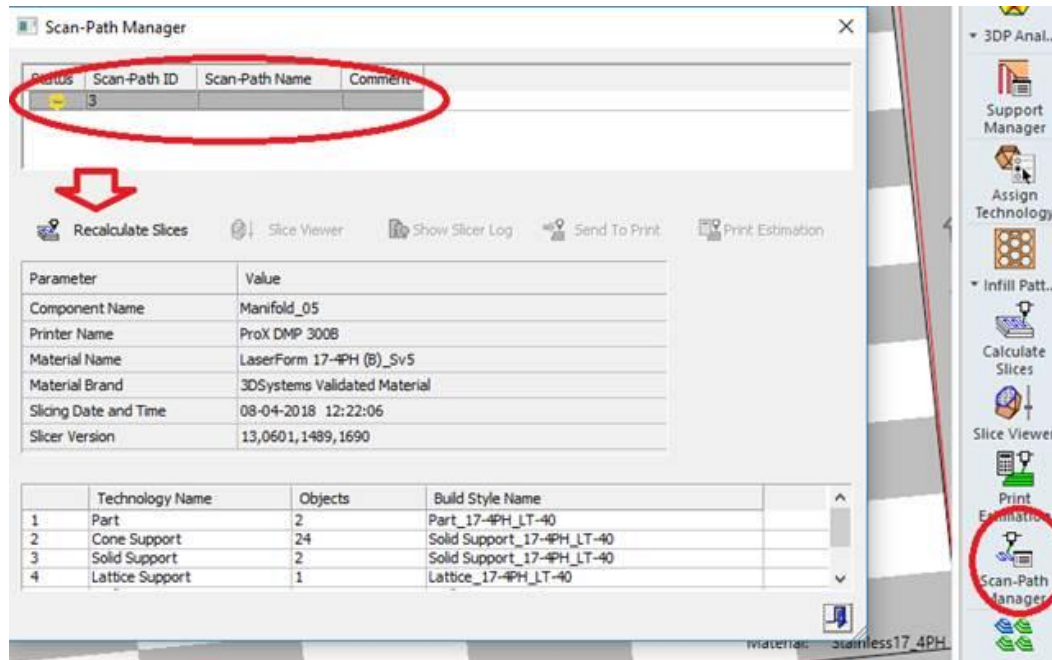 Scan-Path Manager
Status Scan-Path ID Scan-Path Name Comment
3
Recalculate Slices Slice Viewer Show Slicer Log Send To Print Print Estimation
Parameter Value
Component Name Manifold_05
Printer Name ProX DMP 300B
Material Name LaserForm 17-4PH (B)_Sv5
Material Brand 3DSystems Validated Material
Slicing Date and Time 08-04-2018 12:22:06
Slicer Version 13,0601,1489,1690
Technology Name Objects Build Style Name
1 Part 2 Part_17-4PH_LT-40
2 Cone Support 24 Solid Support_17-4PH_LT-40
3 Solid Support 2 Solid Support_17-4PH_LT-40
4 Lattice Support 1 Lattice_17-4PH_LT-40
Material: Stainless17_4PH
3DP Anal...
Support
Manager
Assign
Technology
Infill Patt...
Calculate
Slices
Slice Viewer
Print
Estimation
Scan-Path
Manager